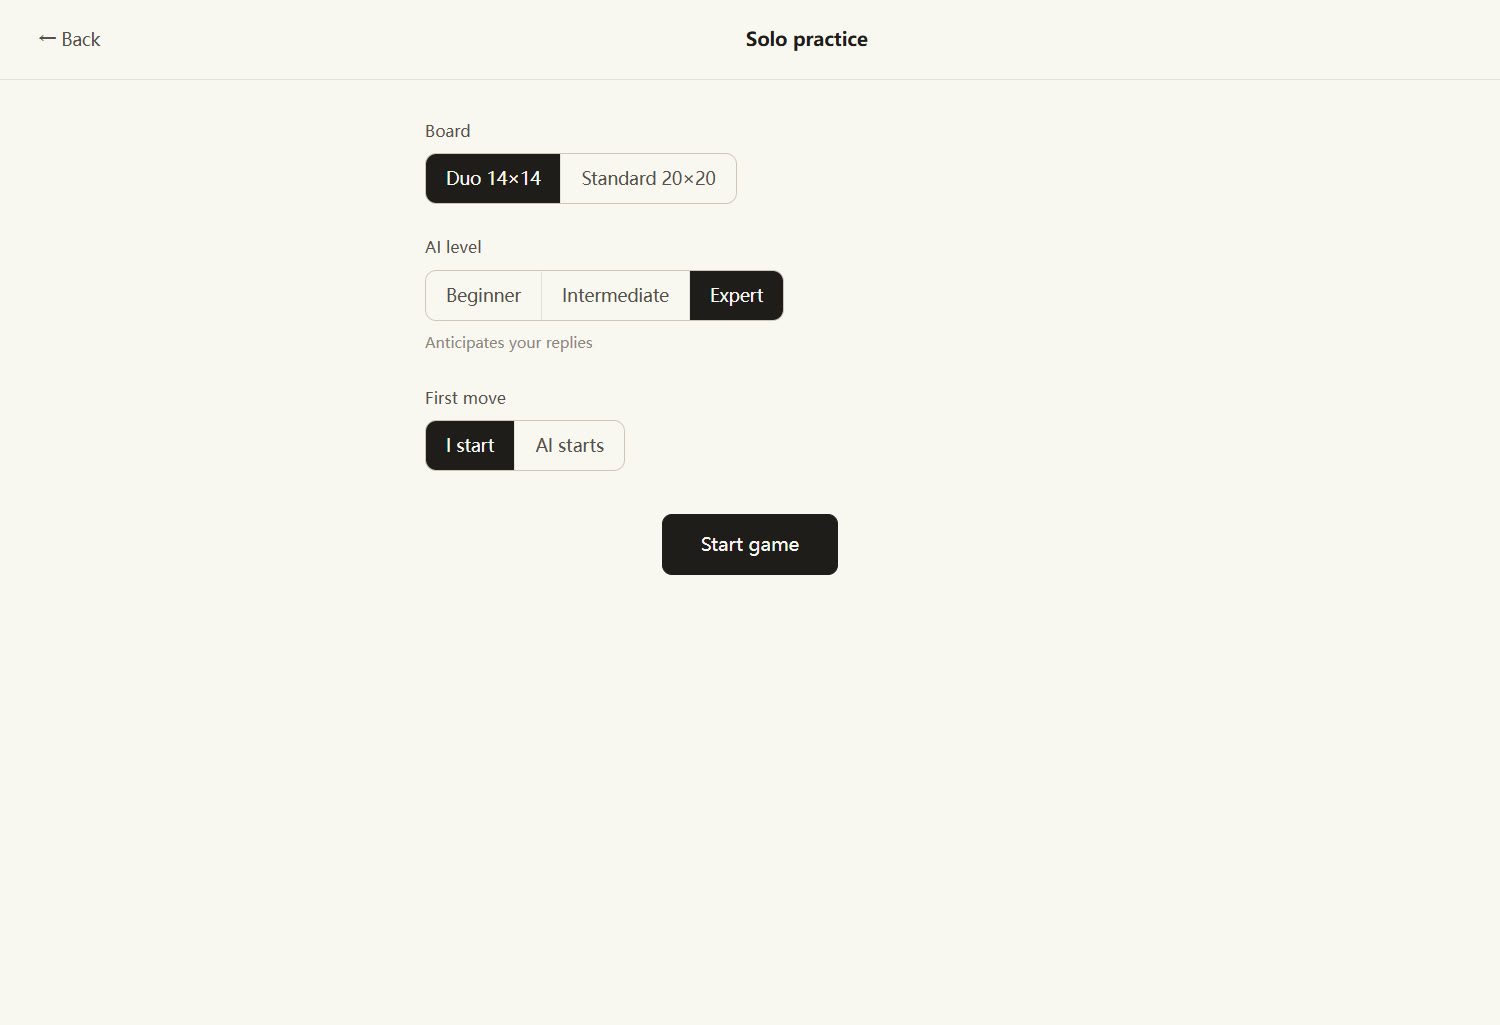 ← Back
Solo practice
Board
Duo 14×14
Standard 20×20
AI level
Beginner
Intermediate
Expert
Anticipates your replies
First move
I start
AI starts
Start game